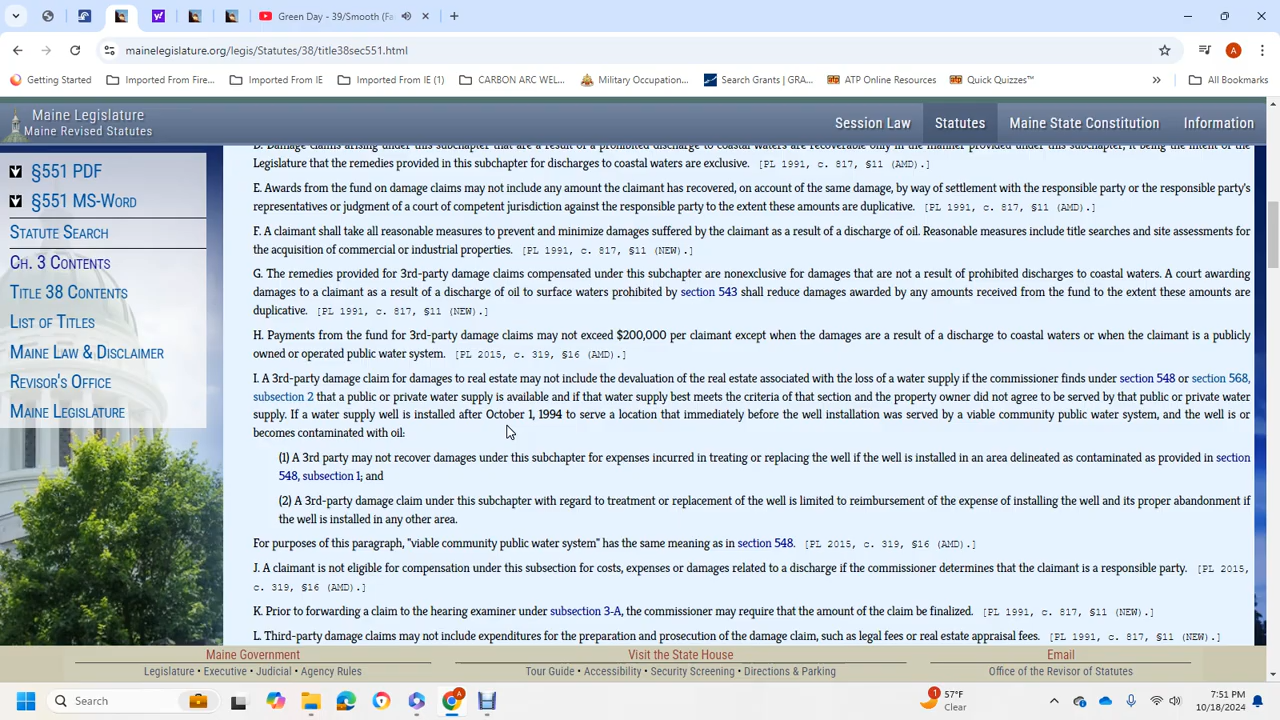 Green Day - 39/Smooth (Fa
mainelegislature.org/legis/Statutes/38/title38sec551.html
A
Getting Started
Imported From Fire...
Imported From IE
Imported From IE (1)
CARBON ARC WEL...
Military Occupation...
Search Grants | GRA...
ATP Online Resources
Quick Quizzes™
»
All Bookmarks
Maine Legislature
Maine Revised Statutes
Session Law
Statutes
Maine State Constitution
Information
§551 PDF
§551 MS-Word
Statute Search
Ch. 3 Contents
Title 38 Contents
List of Titles
Maine Law & Disclaimer
Revisor's Office
Maine Legislature
D. Damage claims arising under this subchapter that are a result of a prohibited discharge to coastal waters are recoverable only in the manner provided under this subchapter, it being the intent of the
Legislature that the remedies provided in this subchapter for discharges to coastal waters are exclusive. [PL 1991, c. 817, §11 (AMD).]
E. Awards from the fund on damage claims may not include any amount the claimant has recovered, on account of the same damage, by way of settlement with the responsible party or the responsible party's
representatives or judgment of a court of competent jurisdiction against the responsible party to the extent these amounts are duplicative. [PL 1991, c. 817, §11 (AMD).]
F. A claimant shall take all reasonable measures to prevent and minimize damages suffered by the claimant as a result of a discharge of oil. Reasonable measures include title searches and site assessments for
the acquisition of commercial or industrial properties. [PL 1991, c. 817, §11 (NEW).]
G. The remedies provided for 3rd-party damage claims compensated under this subchapter are nonexclusive for damages that are not a result of prohibited discharges to coastal waters. A court awarding
damages to a claimant as a result of a discharge of oil to surface waters prohibited by section 543 shall reduce damages awarded by any amounts received from the fund to the extent these amounts are
duplicative. [PL 1991, c. 817, §11 (NEW).]
H. Payments from the fund for 3rd-party damage claims may not exceed $200,000 per claimant except when the damages are a result of a discharge to coastal waters or when the claimant is a publicly
owned or operated public water system. [PL 2015, c. 319, §16 (AMD).]
I. A 3rd-party damage claim for damages to real estate may not include the devaluation of the real estate associated with the loss of a water supply if the commissioner finds under section 548 or section 568,
subsection 2 that a public or private water supply is available and if that water supply best meets the criteria of that section and the property owner did not agree to be served by that public or private water
supply. If a water supply well is installed after October 1, 1994 to serve a location that immediately before the well installation was served by a viable community public water system, and the well is or
becomes contaminated with oil:
(1) A 3rd party may not recover damages under this subchapter for expenses incurred in treating or replacing the well if the well is installed in an area delineated as contaminated as provided in section
548, subsection 1; and
(2) A 3rd-party damage claim under this subchapter with regard to treatment or replacement of the well is limited to reimbursement of the expense of installing the well and its proper abandonment if
the well is installed in any other area.
For purposes of this paragraph, "viable community public water system" has the same meaning as in section 548. [PL 2015, c. 319, §16 (AMD).]
J. A claimant is not eligible for compensation under this subsection for costs, expenses or damages related to a discharge if the commissioner determines that the claimant is a responsible party. [PL 2015,
c. 319, §16 (AMD).]
K. Prior to forwarding a claim to the hearing examiner under subsection 3-A, the commissioner may require that the amount of the claim be finalized. [PL 1991, c. 817, §11 (NEW).]
L. Third-party damage claims may not include expenditures for the preparation and prosecution of the damage claim, such as legal fees or real estate appraisal fees. [PL 1991, c. 817, §11 (NEW).]
Maine Government
Visit the State House
Email
Legislature • Executive • Judicial • Agency Rules
Tour Guide • Accessibility • Security Screening • Directions & Parking
Office of the Revisor of Statutes
Search
1
57°F
Clear
7:51 PM
10/18/2024